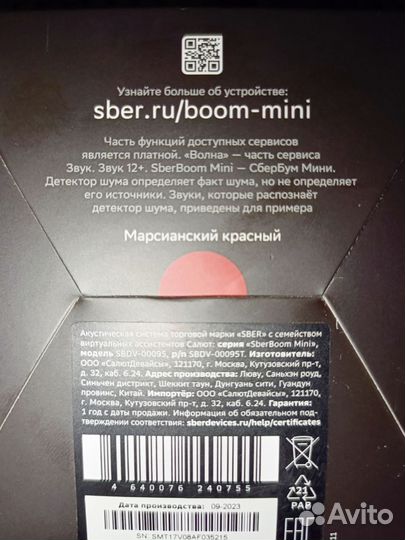 Узнайте больше об устройстве:
sber.ru/boom-mini
Часть функций доступных сервисов
является платной. «Волна» — часть сервиса
Звук. Звук 12+. SberBoom Mini — СберБум Мини.
Детектор шума определяет факт шума, но не определяет
его источники. Звуки, которые распознаёт
детектор шума, приведены для примера
Марсианский красный
Акустическая система торговой марки «SBER» с семейством
виртуальных ассистентов Салют: серия «SberBoom Mini»,
модель SBDV-00095, p/n SBDV-00095T. Изготовитель:
ООО «СалютДевайсы», 121170, г. Москва, Кутузовский пр-т,
д. 32, каб. 6.24. Адрес производства: Люву, Саньхэн роуд,
Синьчен дистрикт, Шеккит таун, Дунгуань сити, Гуандун
провинс, Китай. Импортёр: ООО «СалютДевайсы», 121170,
г. Москва, Кутузовский пр-т, д. 32, каб. 6.24. Гарантия:
1 год с даты продажи. Информация об обязательном под-
тверждении соответствия: sberdevices.ru/help/certificates
4 640076 240755
21
PAP
Дата производства: 09-2023
SN: SMT17V08AF035215
EAC
Avito